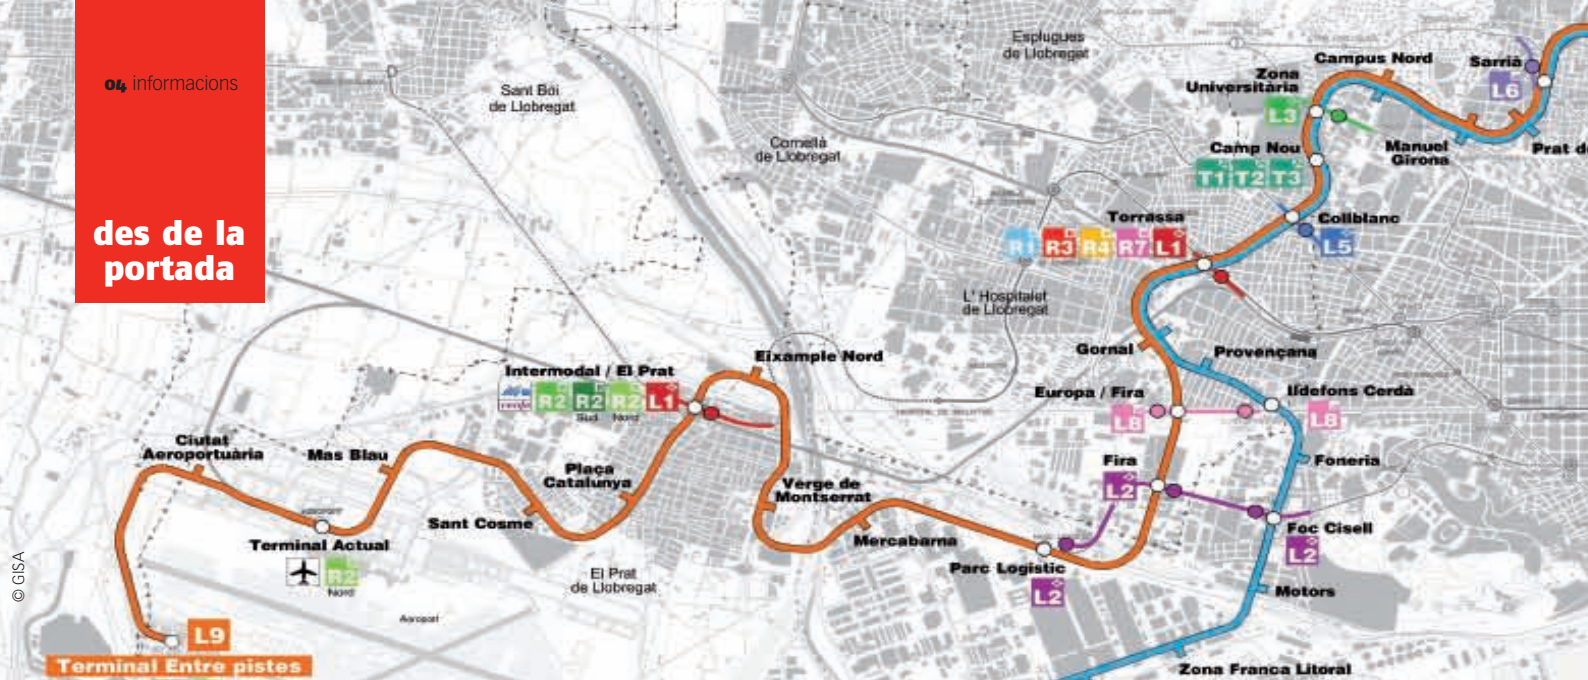 04 informacions
des de la
portada
© GISA
Esplugues
de Llobregat
Sant Boi
de Llobregat
Cornellà
de Llobregat
L'Hospitalet
de Llobregat
El Prat
de Llobregat
Aeroport
Campus Nord
Sarrià
L6
Zona
Universitària
L3
Camp Nou
T1 T2 T3
Manuel
Girona
Prat d
Collblanc
L5
Torrassa
R1 R3 R4 R7 L1
Gornal
Provençana
Europa / Fira
L8
Ildefons Cerdà
L8
Fira
L2
Foneria
Foc Cisell
L2
Motors
Zona Franca Litoral
Parc Logistic
L2
Mercabarna
Verge de
Montserrat
Eixample Nord
Intermodal / El Prat
R2 R2 R2 L1
Sud Nord
Plaça
Catalunya
Sant Cosme
Mas Blau
Ciutat
Aeroportuària
Terminal Actual
R2
Nord
L9
Terminal Entre pistes